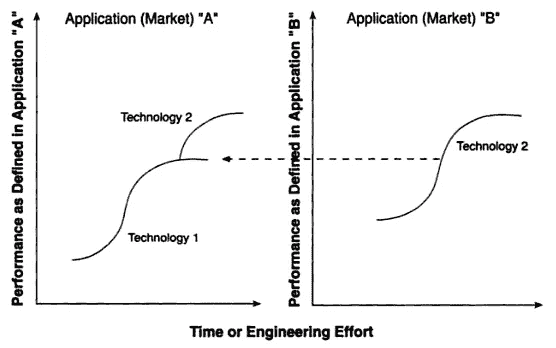 Application (Market) "A"
Application (Market) "B"
Performance as Defined in Application "A"
Technology 2
Technology 1
Performance as Defined in Application "B"
Technology 2
Time or Engineering Effort